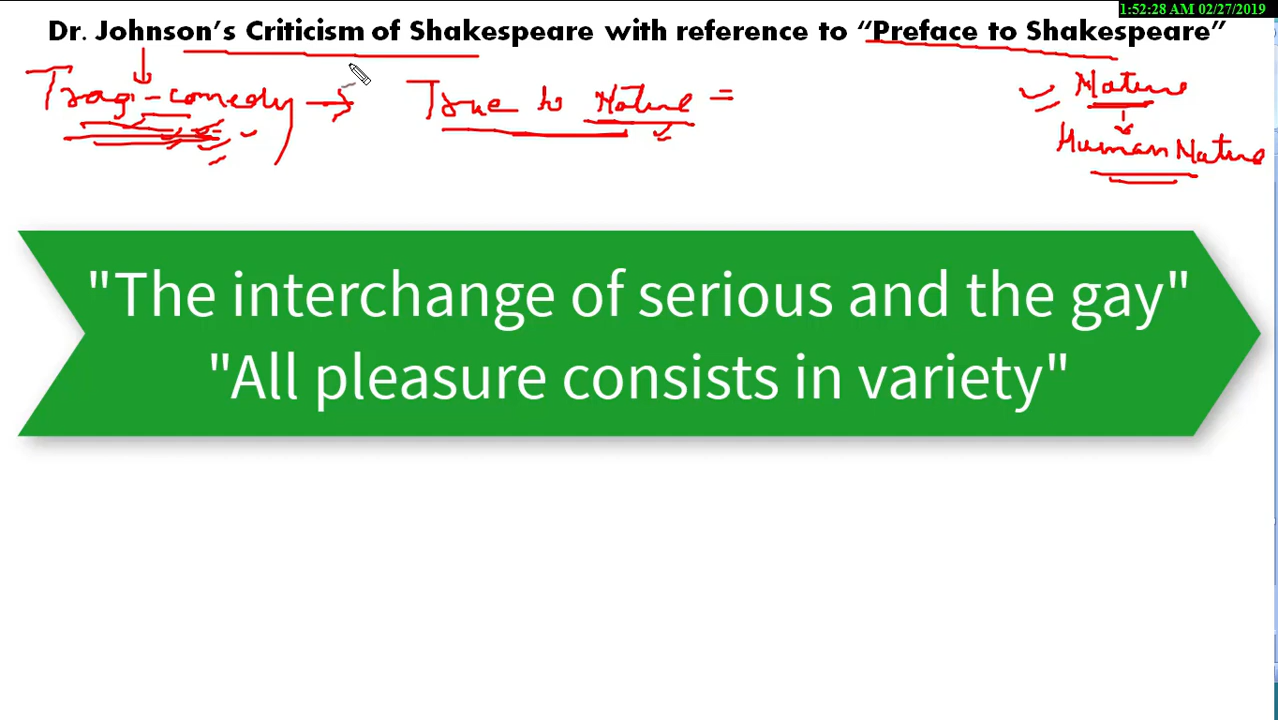 1:52:28 AM 02/27/2019
Dr. Johnson's Criticism of Shakespeare with reference to “Preface to Shakespeare”
Tragi-comedy → True to Nature =
Nature
Human Nature
"The interchange of serious and the gay"
"All pleasure consists in variety"